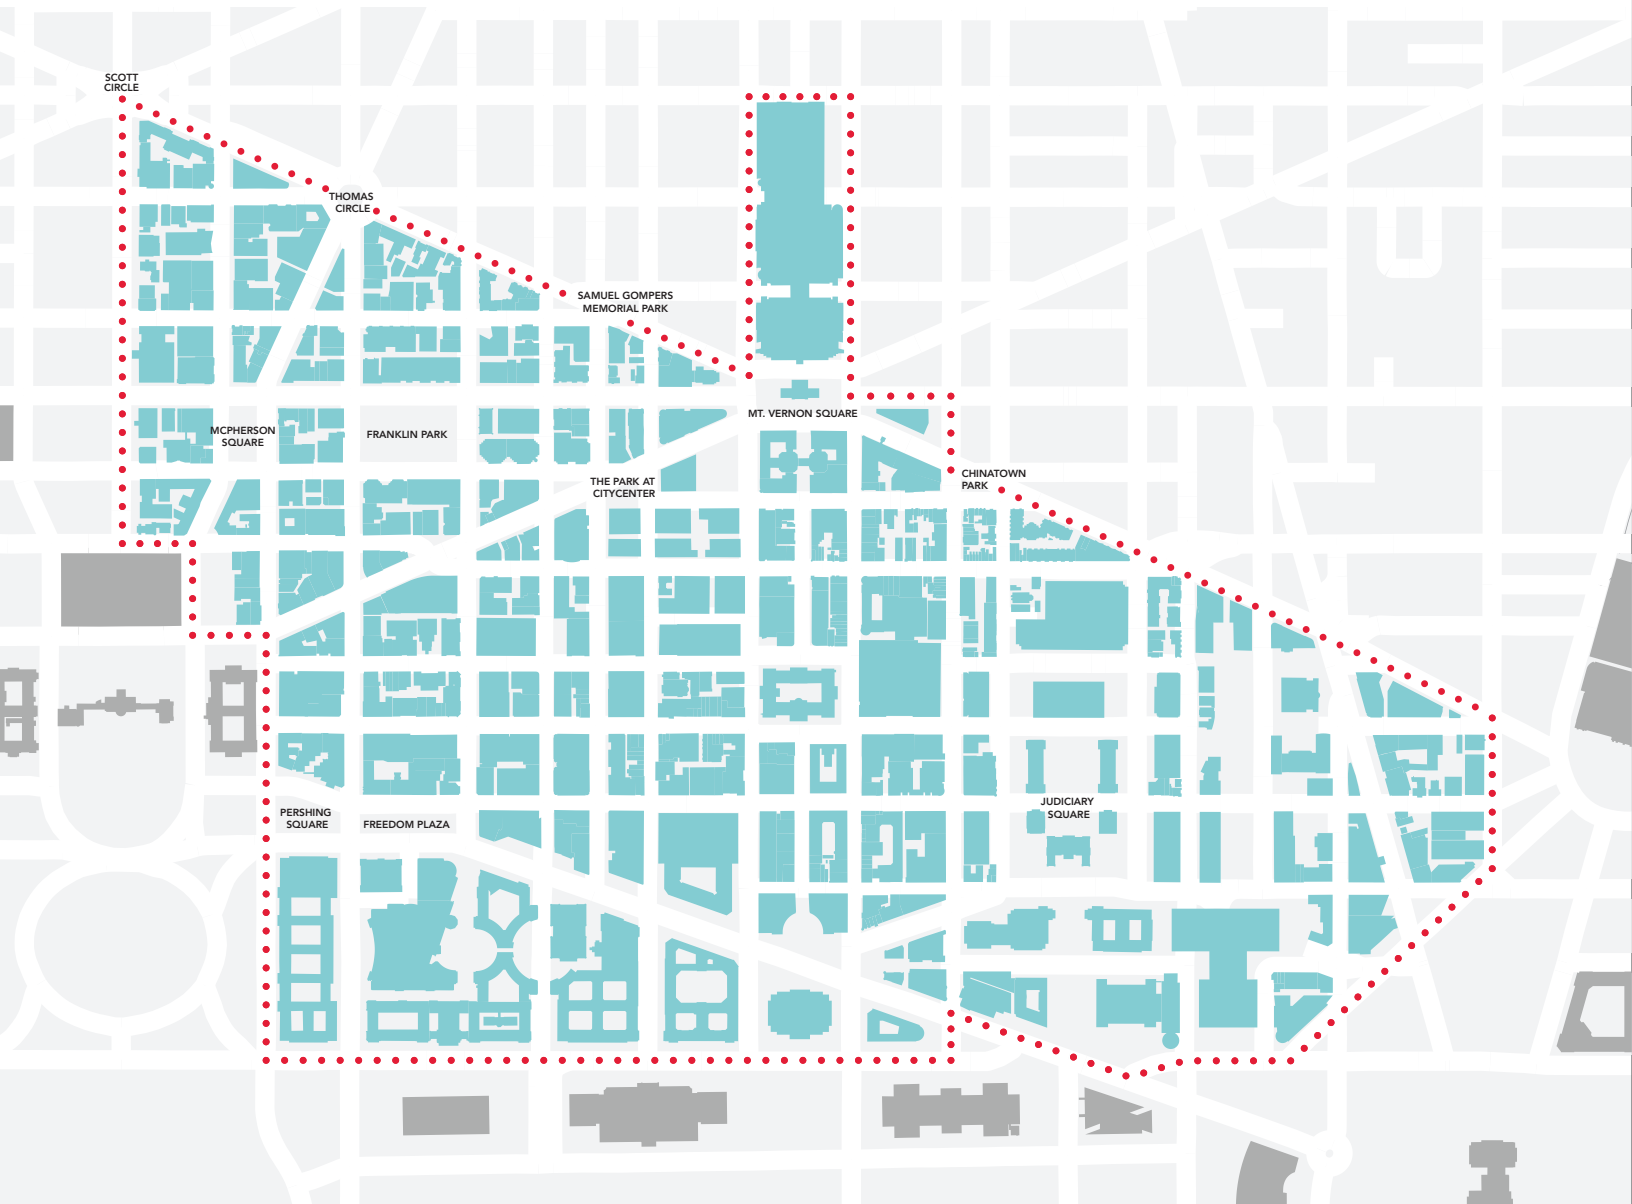 SCOTT
CIRCLE
THOMAS
CIRCLE
SAMUEL GOMPERS
MEMORIAL PARK
MT. VERNON SQUARE
MCPHERSON
SQUARE
FRANKLIN PARK
THE PARK AT
CITYCENTER
CHINATOWN
PARK
PERSHING
SQUARE
FREEDOM PLAZA
JUDICIARY
SQUARE